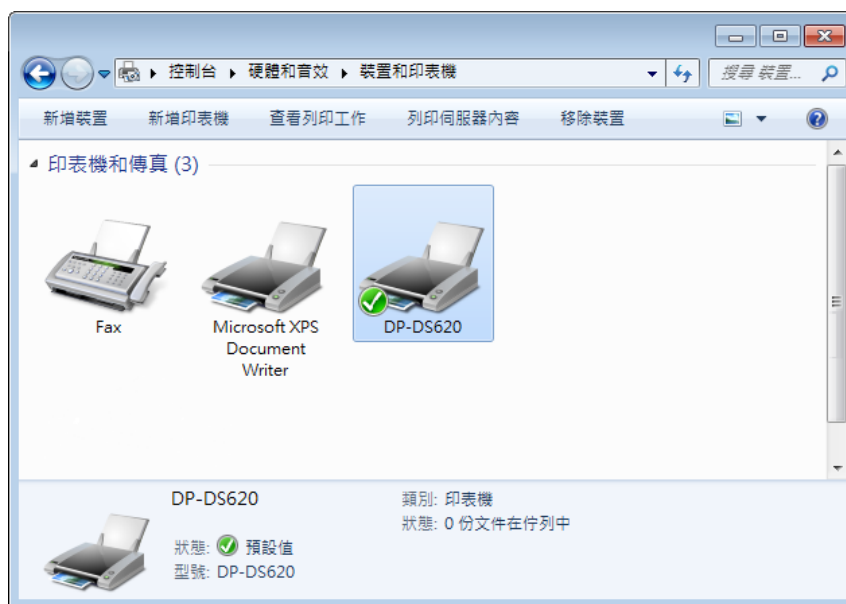 控制台 ▸ 硬體和音效 ▸ 裝置和印表機
搜尋 裝置...
新增裝置 新增印表機 查看列印工作 列印伺服器內容 移除裝置
印表機和傳真 (3)
Fax
Microsoft XPS
Document
Writer
DP-DS620
DP-DS620
狀態: 預設值
型號: DP-DS620
類別: 印表機
狀態: 0 份文件在佇列中